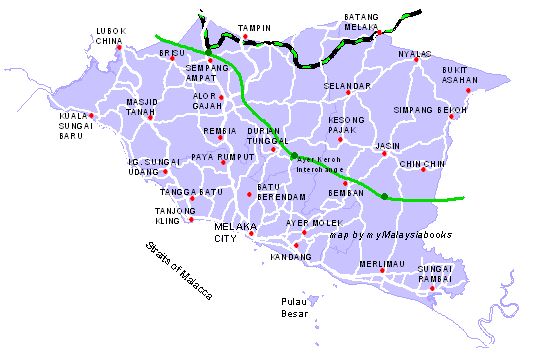 BATANG
MELAKA
TAMPIN
LUBOK
CHINA
BRISU
SEMPANG
AMPAT
NYALAS
BUKIT
ASAHAN
ALOR
GAJAH
SELANDAR
MASJID
TANAH
SIMPANG BEKOH
KUALA
SUNGAI
BARU
REMBIA
DURIAN
TUNGGAL
KESONG
PAJAK
JASIN
KG. SUNGAI
UDANG
PAYA RUMPUT
Ayer Keroh
Interchange
CHIN CHIN
TANGGA BATU
BATU
BERENDAM
BEMBAN
TANJONG
KLING
MELAKA
CITY
AYER MOLEK
map by myMalaysiabooks
KANDANG
MERLIMAU
SUNGAI
RAMBAI
Straits of Malacca
Pulau
Besar